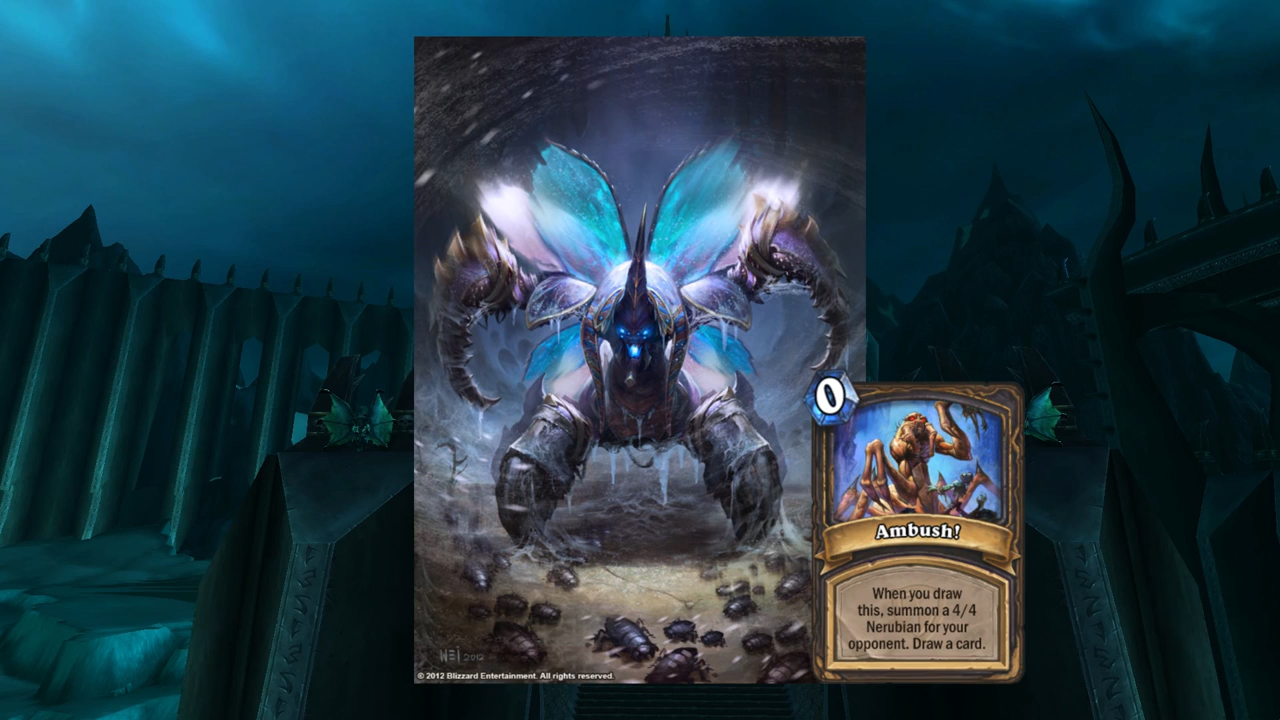 0
Ambush!
When you draw
this, summon a 4/4
Nerubian for your
opponent. Draw a card.
WEI 2012
© 2012 Blizzard Entertainment. All rights reserved.